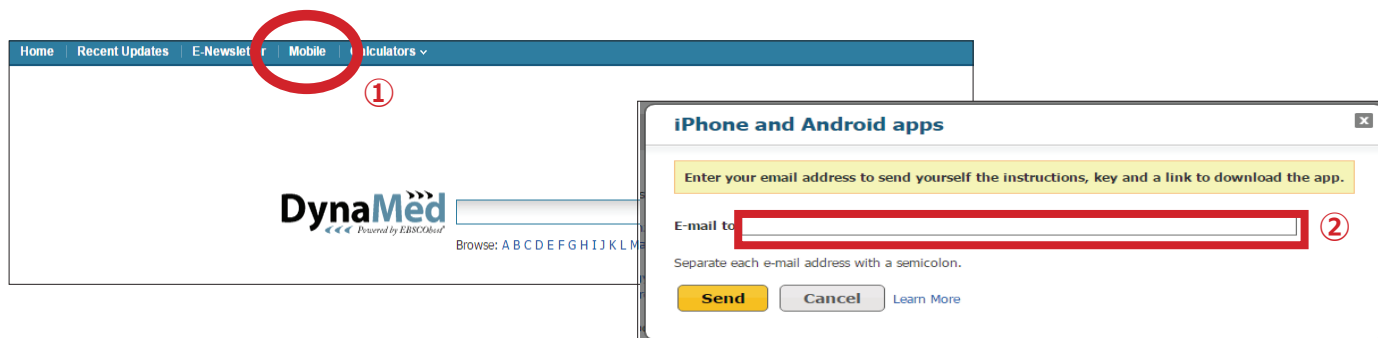 Home | Recent Updates | E-Newsletter | Mobile | Calculators
①
DynaMed
Powered by EBSCOhost
Browse: A B C D E F G H I J K L M
iPhone and Android apps
Enter your email address to send yourself the instructions, key and a link to download the app.
E-mail to
②
Separate each e-mail address with a semicolon.
Send Cancel Learn More